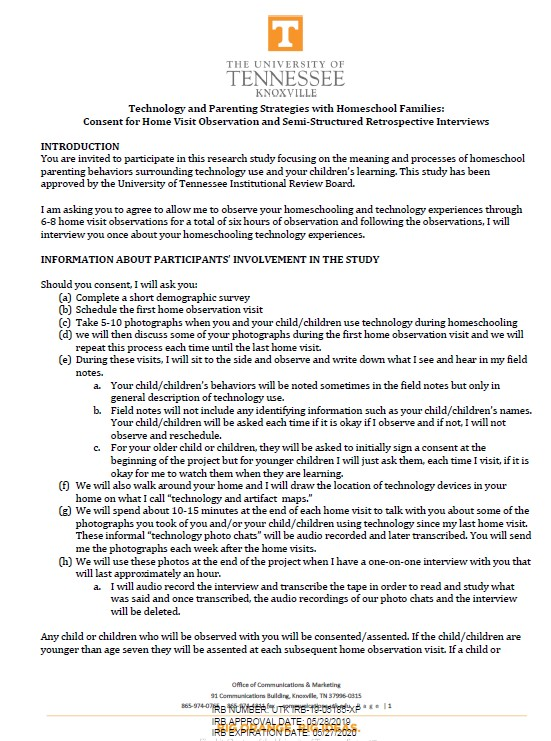 T
THE UNIVERSITY OF
TENNESSEE
KNOXVILLE
Technology and Parenting Strategies with Homeschool Families:
Consent for Home Visit Observation and Semi-Structured Retrospective Interviews
INTRODUCTION
You are invited to participate in this research study focusing on the meaning and processes of homeschool
parenting behaviors surrounding technology use and your children's learning. This study has been
approved by the University of Tennessee Institutional Review Board.
I am asking you to agree to allow me to observe your homeschooling and technology experiences through
6-8 home visit observations for a total of six hours of observation and following the observations, I will
interview you once about your homeschooling technology experiences.
INFORMATION ABOUT PARTICIPANTS' INVOLVEMENT IN THE STUDY
Should you consent, I will ask you:
(a) Complete a short demographic survey
(b) Schedule the first home observation visit
(c) Take 5-10 photographs when you and your child/children use technology during homeschooling
(d) we will then discuss some of your photographs during the first home observation visit and we will
repeat this process each time until the last home visit.
(e) During these visits, I will sit to the side and observe and write down what I see and hear in my field
notes.
a. Your child/children's behaviors will be noted sometimes in the field notes but only in
general description of technology use.
b. Field notes will not include any identifying information such as your child/children's names.
Your child/children will be asked each time if it is okay if I observe and if not, I will not
observe and reschedule.
c. For your older child or children, they will be asked to initially sign a consent at the
beginning of the project but for younger children I will just ask them, each time I visit, if it is
okay for me to watch them when they are learning.
(f) We will also walk around your home and I will draw the location of technology devices in your
home on what I call "technology and artifact maps."
(g) We will spend about 10-15 minutes at the end of each home visit to talk with you about some of the
photographs you took of you and/or your child/children using technology since my last home visit.
These informal "technology photo chats" will be audio recorded and later transcribed. You will send
me the photographs each week after the home visits.
(h) We will use these photos at the end of the project when I have a one-on-one interview with you that
will last approximately an hour.
a. I will audio record the interview and transcribe the tape in order to read and study what
was said and once transcribed, the audio recordings of our photo chats and the interview
will be deleted.
Any child or children who will be observed with you will be consented/assented. If the child/children are
younger than age seven they will be assented at each subsequent home observation visit. If a child or
Office of Communications & Marketing
91 Communications Building, Knoxville, TN 37996-0315
P a g e | 1
IRB NUMBER: UTK IRB-19-05185-XP
IRB APPROVAL DATE: 05/28/2019
BIG ORANGE. BIG IDEAS.
IRB EXPIRATION DATE: 05/27/2020